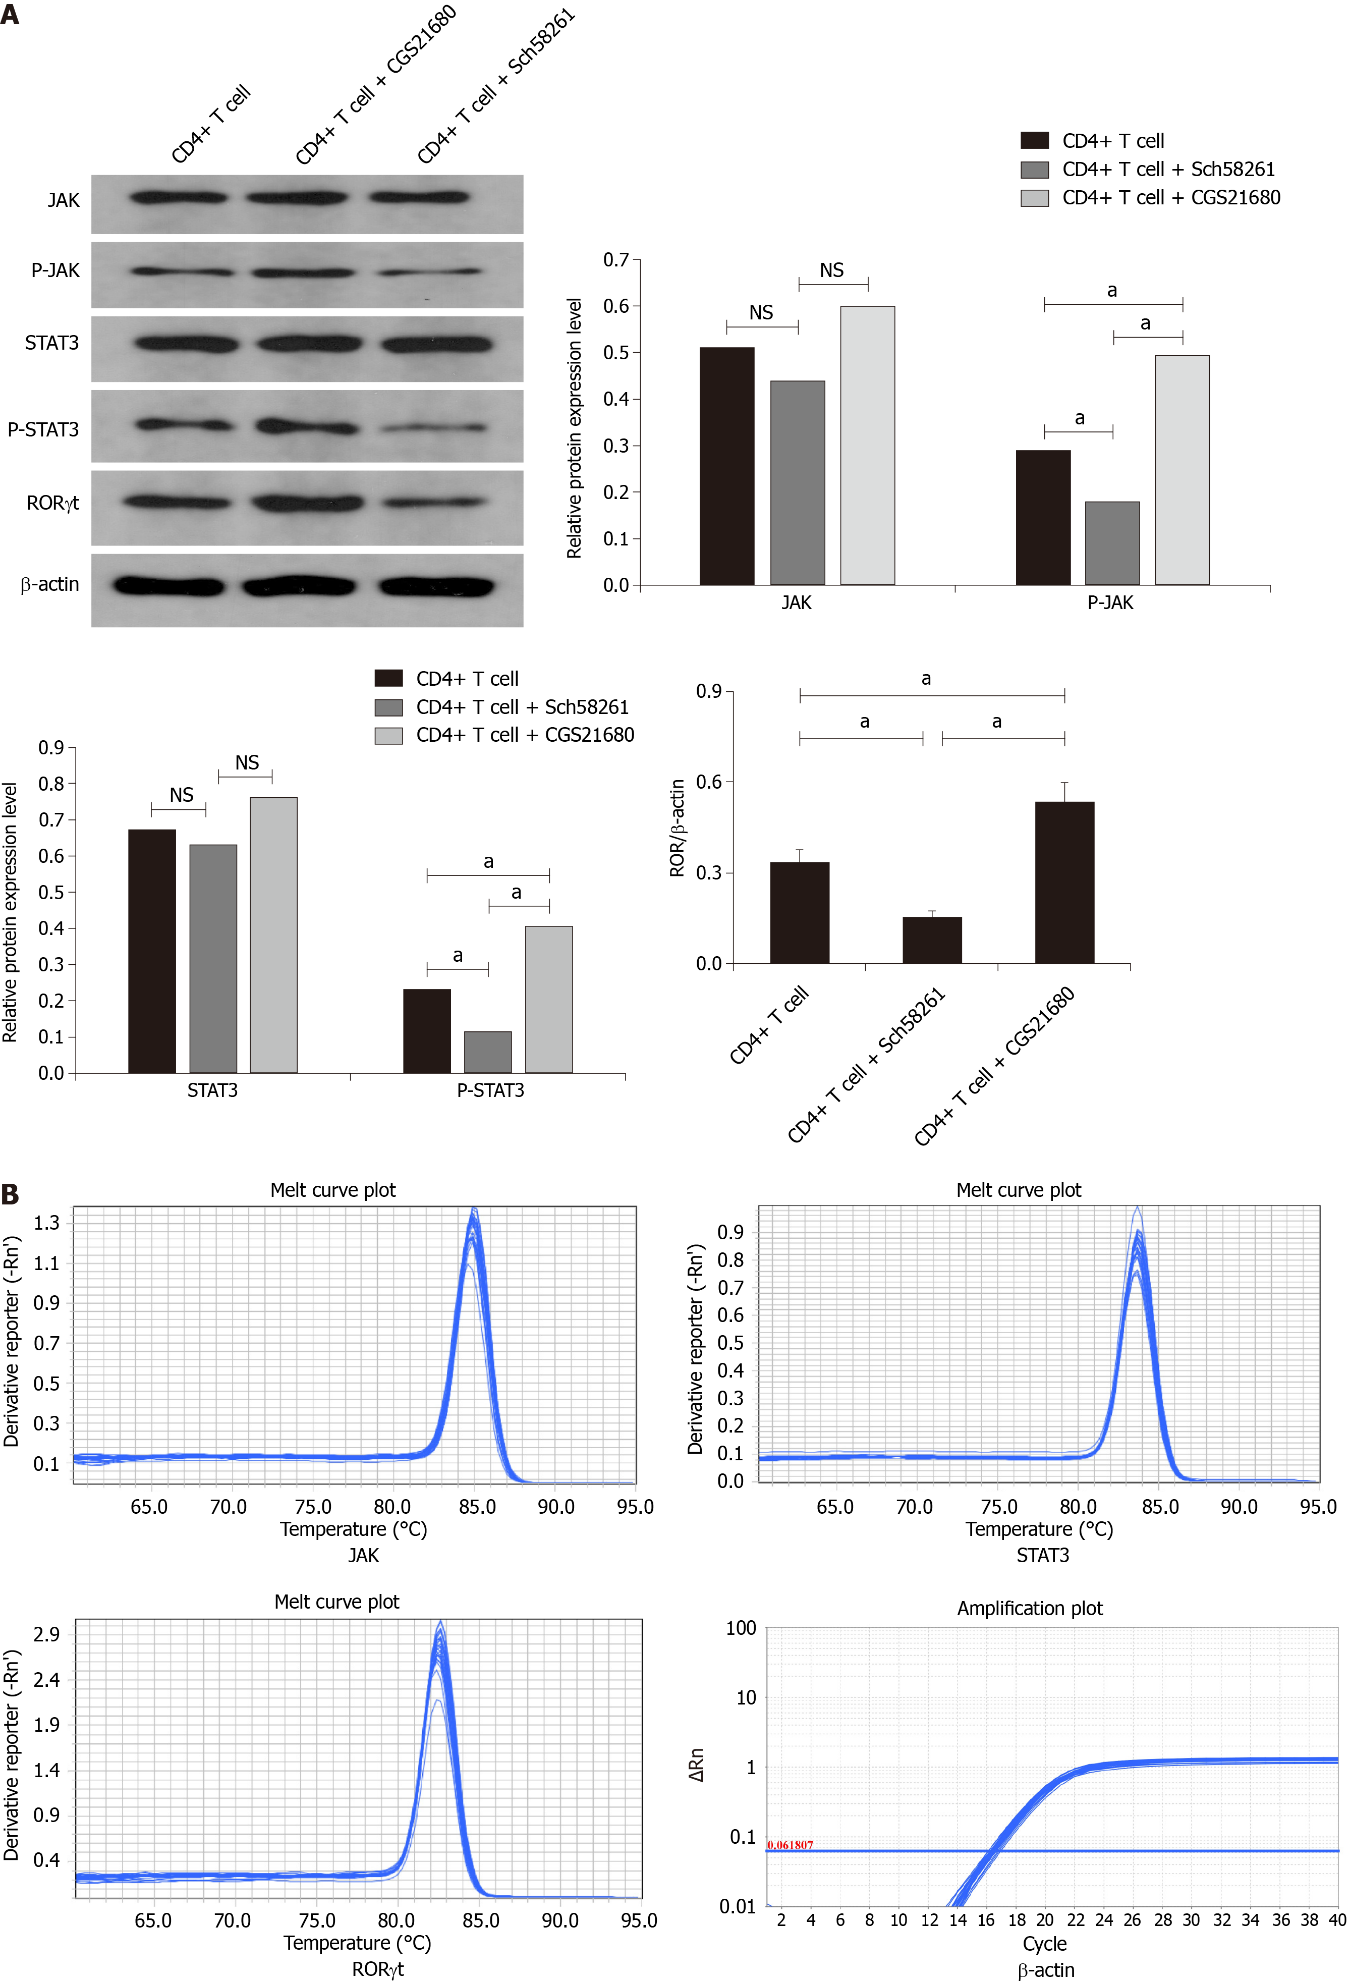 A
CD4+ T cell
CD4+ T cell + CGS21680
CD4+ T cell + Sch58261
JAK
P-JAK
STAT3
P-STAT3
RORγt
β-actin
CD4+ T cell
CD4+ T cell + Sch58261
CD4+ T cell + CGS21680
Relative protein expression level
0.7
0.6
0.5
0.4
0.3
0.2
0.1
0.0
NS
NS
a
a
a
JAK
P-JAK
CD4+ T cell
CD4+ T cell + Sch58261
CD4+ T cell + CGS21680
Relative protein expression level
0.9
0.8
0.7
0.6
0.5
0.4
0.3
0.2
0.1
0.0
NS
NS
a
a
a
STAT3
P-STAT3
ROR/β-actin
0.9
0.6
0.3
0.0
a
a
a
CD4+ T cell
CD4+ T cell + Sch58261
CD4+ T cell + CGS21680
B
Melt curve plot
Derivative reporter (-Rn')
1.3
1.1
0.9
0.7
0.5
0.3
0.1
65.0 70.0 75.0 80.0 85.0 90.0 95.0
Temperature (°C)
JAK
Melt curve plot
Derivative reporter (-Rn')
0.9
0.8
0.7
0.6
0.5
0.4
0.3
0.2
0.1
0.0
65.0 70.0 75.0 80.0 85.0 90.0 95.0
Temperature (°C)
STAT3
Melt curve plot
Derivative reporter (-Rn')
2.9
2.4
1.9
1.4
0.9
0.4
65.0 70.0 75.0 80.0 85.0 90.0 95.0
Temperature (°C)
RORγt
Amplification plot
ΔRn
100
10
1
0.1
0.01
0.061807
2 4 6 8 10 12 14 16 18 20 22 24 26 28 30 32 34 36 38 40
Cycle
β-actin